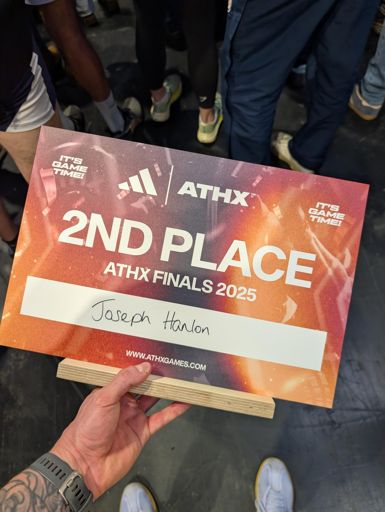 IT'S
GAME
TIME!
ATHX
IT'S
GAME
TIME!
2ND PLACE
ATHX FINALS 2025
Joseph Hanlon
WWW.ATHXGAMES.COM